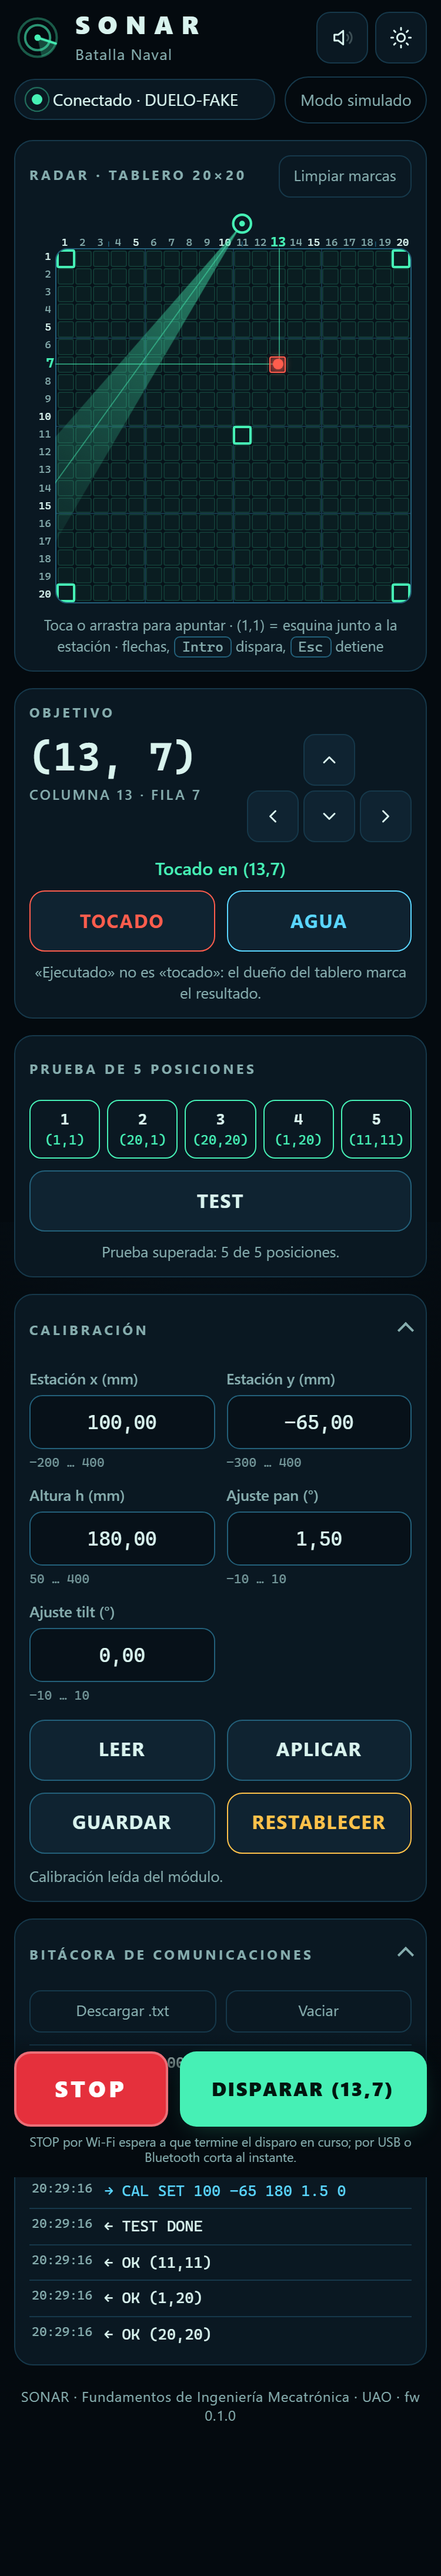 SONAR
Batalla Naval
Conectado · DUELO-FAKE
Modo simulado
RADAR · TABLERO 20×20
Limpiar marcas
1 2 3 4 5 6 7 8 9 10 11 12 13 14 15 16 17 18 19 20
1
2
3
4
5
6
7
8
9
10
11
12
13
14
15
16
17
18
19
20
Toca o arrastra para apuntar · (1,1) = esquina junto a la
estación · flechas, Intro dispara, Esc detiene
OBJETIVO
(13, 7)
COLUMNA 13 · FILA 7
Tocado en (13,7)
TOCADO
AGUA
«Ejecutado» no es «tocado»: el dueño del tablero marca
el resultado.
PRUEBA DE 5 POSICIONES
1 2 3 4 5
(1,1) (20,1) (20,20) (1,20) (11,11)
TEST
Prueba superada: 5 de 5 posiciones.
CALIBRACIÓN
Estación x (mm) Estación y (mm)
100,00 −65,00
−200 … 400 −300 … 400
Altura h (mm) Ajuste pan (°)
180,00 1,50
50 … 400 −10 … 10
Ajuste tilt (°)
0,00
−10 … 10
LEER APLICAR
GUARDAR RESTABLECER
Calibración leída del módulo.
BITÁCORA DE COMUNICACIONES
Descargar .txt Vaciar
STOP DISPARAR (13,7)
STOP por Wi-Fi espera a que termine el disparo en curso; por USB o
Bluetooth corta al instante.
20:29:16 → CAL SET 100 −65 180 1.5 0
20:29:16 ← TEST DONE
20:29:16 ← OK (11,11)
20:29:16 ← OK (1,20)
20:29:16 ← OK (20,20)
SONAR · Fundamentos de Ingeniería Mecatrónica · UAO · fw
0.1.0